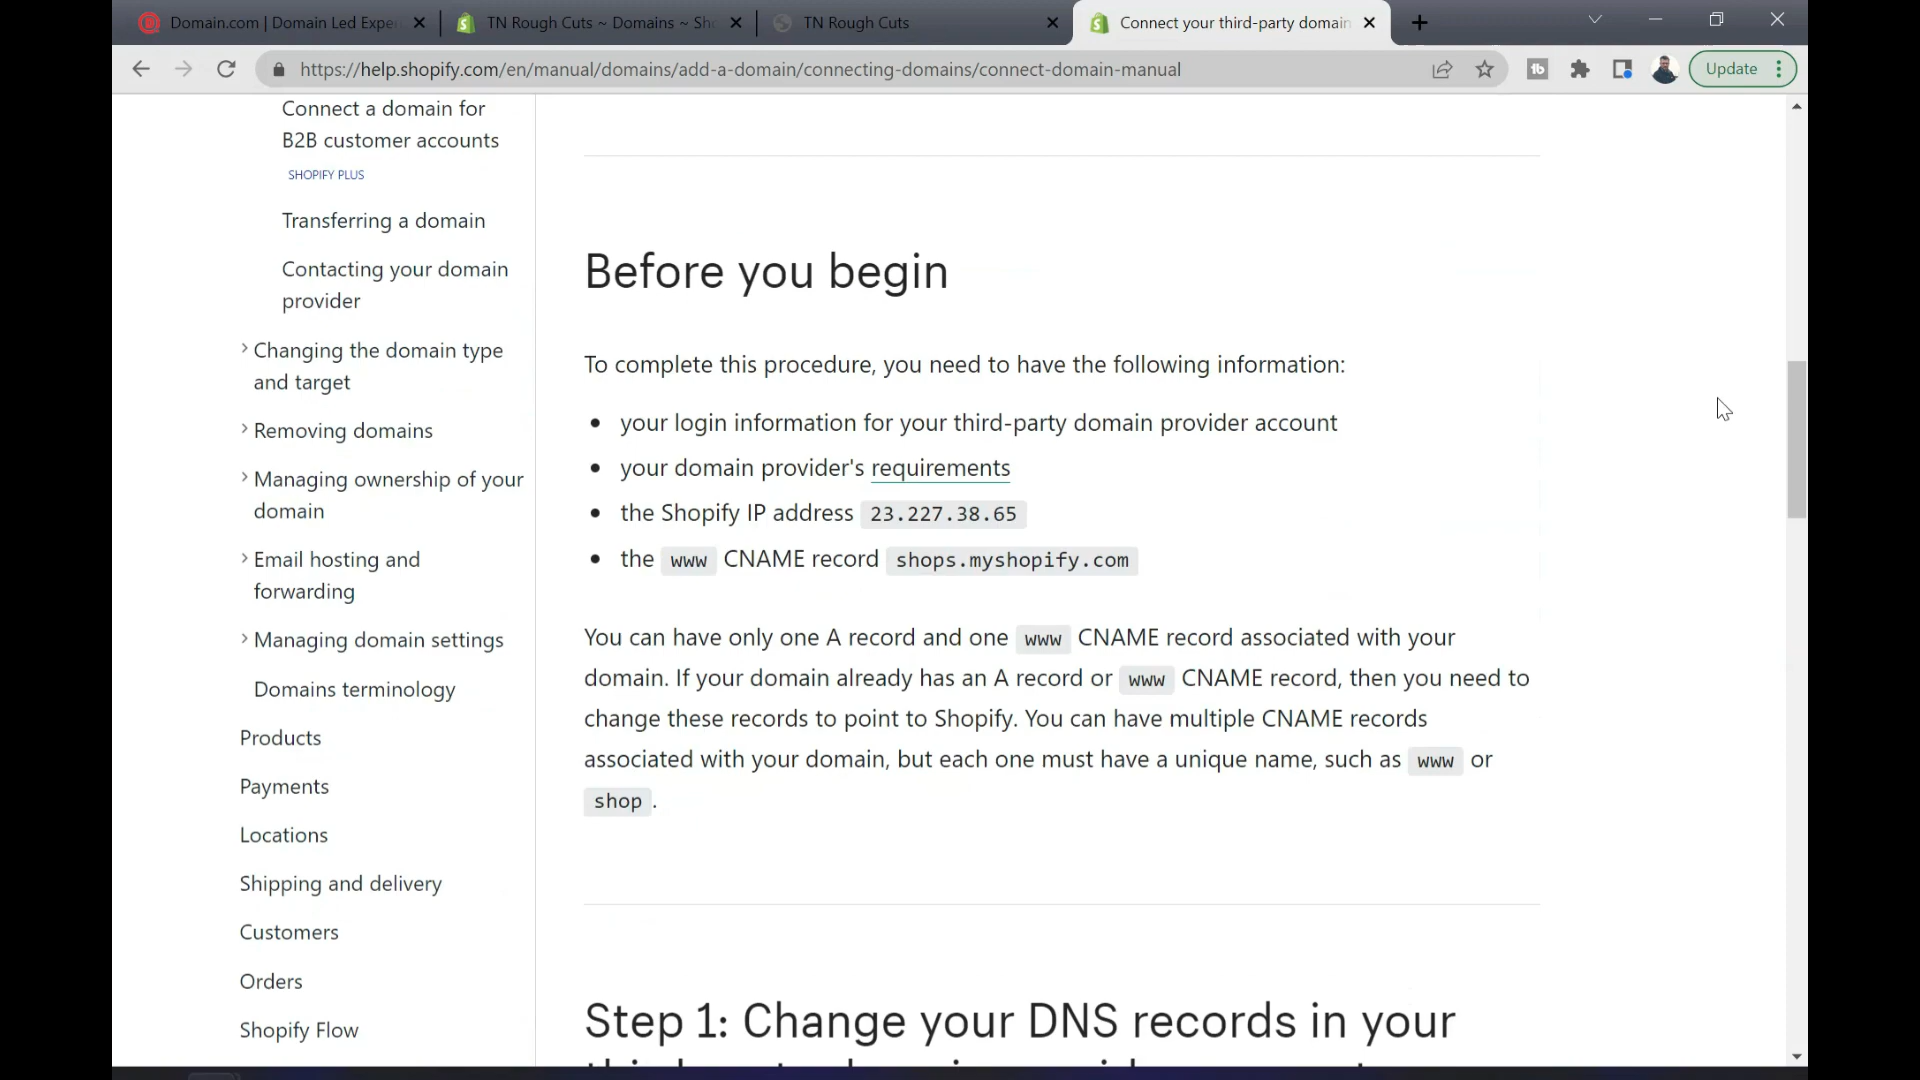 Domain.com | Domain Led Exper
TN Rough Cuts ~ Domains ~ Sh
TN Rough Cuts
Connect your third-party domain
https://help.shopify.com/en/manual/domains/add-a-domain/connecting-domains/connect-domain-manual
tb
Update
Connect a domain for
B2B customer accounts
SHOPIFY PLUS
Transferring a domain
Contacting your domain
provider
Changing the domain type
and target
Removing domains
Managing ownership of your
domain
Email hosting and
forwarding
Managing domain settings
Domains terminology
Products
Payments
Locations
Shipping and delivery
Customers
Orders
Shopify Flow
Before you begin
To complete this procedure, you need to have the following information:
• your login information for your third-party domain provider account
• your domain provider's requirements
• the Shopify IP address 23.227.38.65
• the www CNAME record shops.myshopify.com
You can have only one A record and one www CNAME record associated with your
domain. If your domain already has an A record or www CNAME record, then you need to
change these records to point to Shopify. You can have multiple CNAME records
associated with your domain, but each one must have a unique name, such as www or
shop .
Step 1: Change your DNS records in your